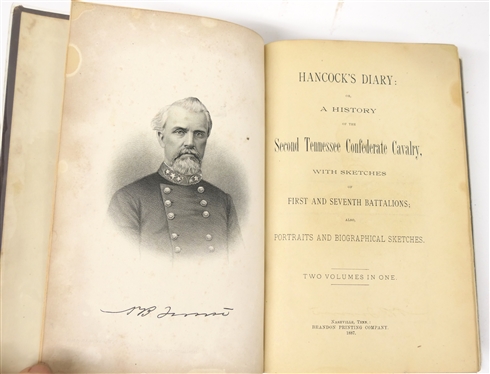 HANCOCK'S DIARY:
OR,
A HISTORY
OF THE
Second Tennessee Confederate Cavalry,
WITH SKETCHES
OF
FIRST AND SEVENTH BATTALIONS;
ALSO,
PORTRAITS AND BIOGRAPHICAL SKETCHES.
TWO VOLUMES IN ONE.
NASHVILLE, TENN.:
BRANDON PRINTING COMPANY.
1887.